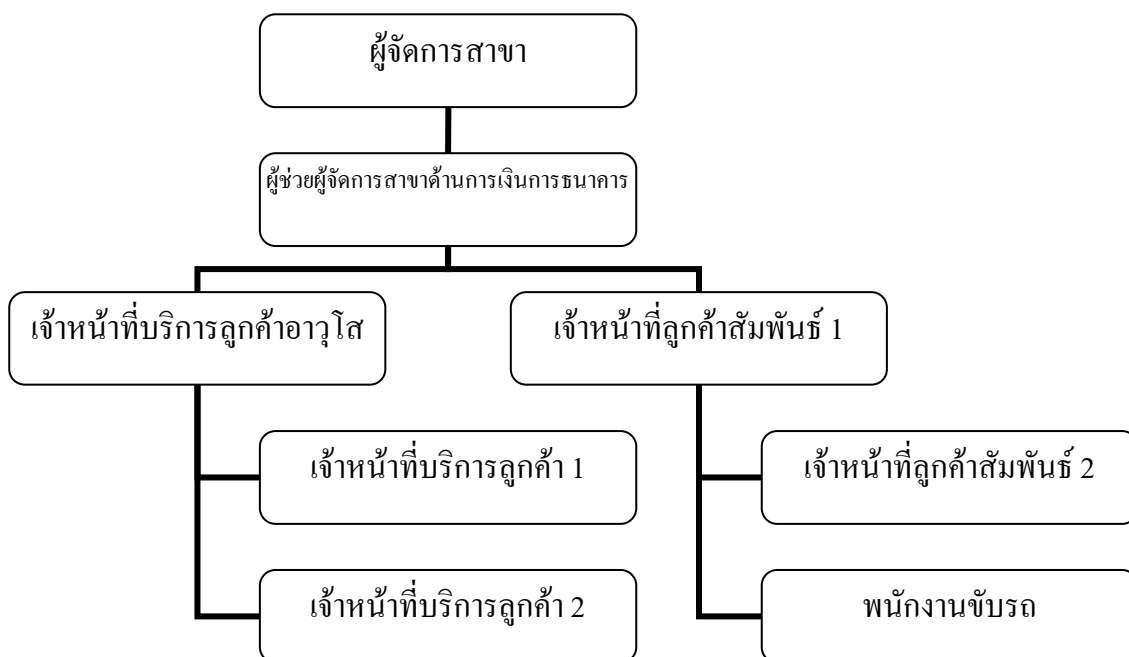 ผู้จัดการสาขา
ผู้ช่วยผู้จัดการสาขาด้านการเงินการธนาคาร
เจ้าหน้าที่บริการลูกค้าอาวุโส
เจ้าหน้าที่ลูกค้าสัมพันธ์ 1
เจ้าหน้าที่บริการลูกค้า 1
เจ้าหน้าที่ลูกค้าสัมพันธ์ 2
เจ้าหน้าที่บริการลูกค้า 2
พนักงานขับรถ